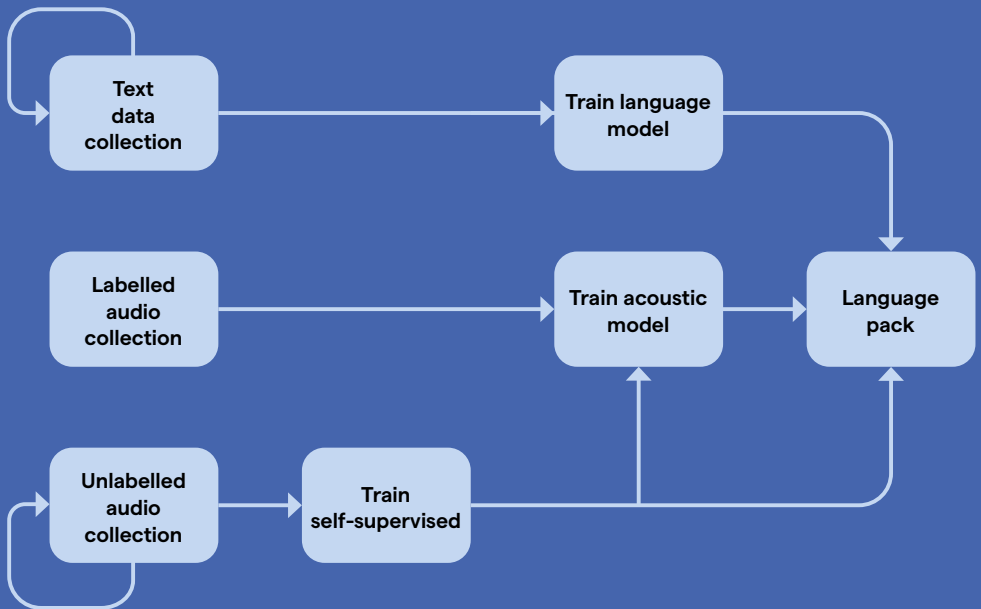 Text
data
collection
Train language
model
Labelled
audio
collection
Train acoustic
model
Language
pack
Unlabelled
audio
collection
Train
self-supervised